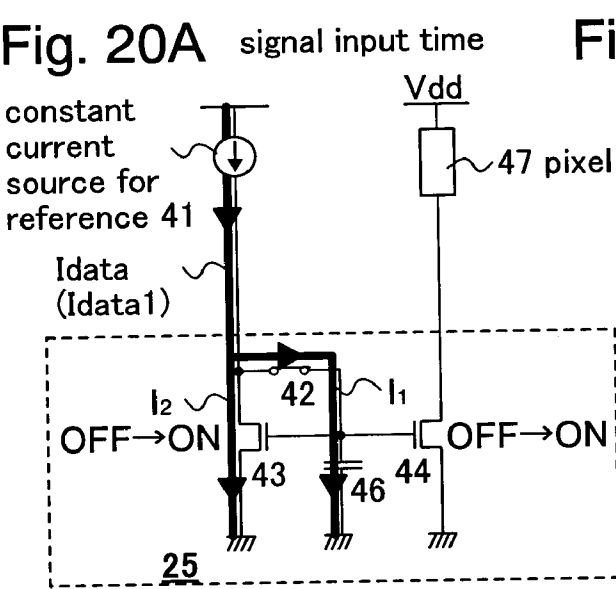 Fig. 20A signal input time Fi
constant
current
source for
reference 41
Vdd
47 pixel
Idata
(Idata1)
I2
42
I1
OFF→ON
43
46
44
OFF→ON
25